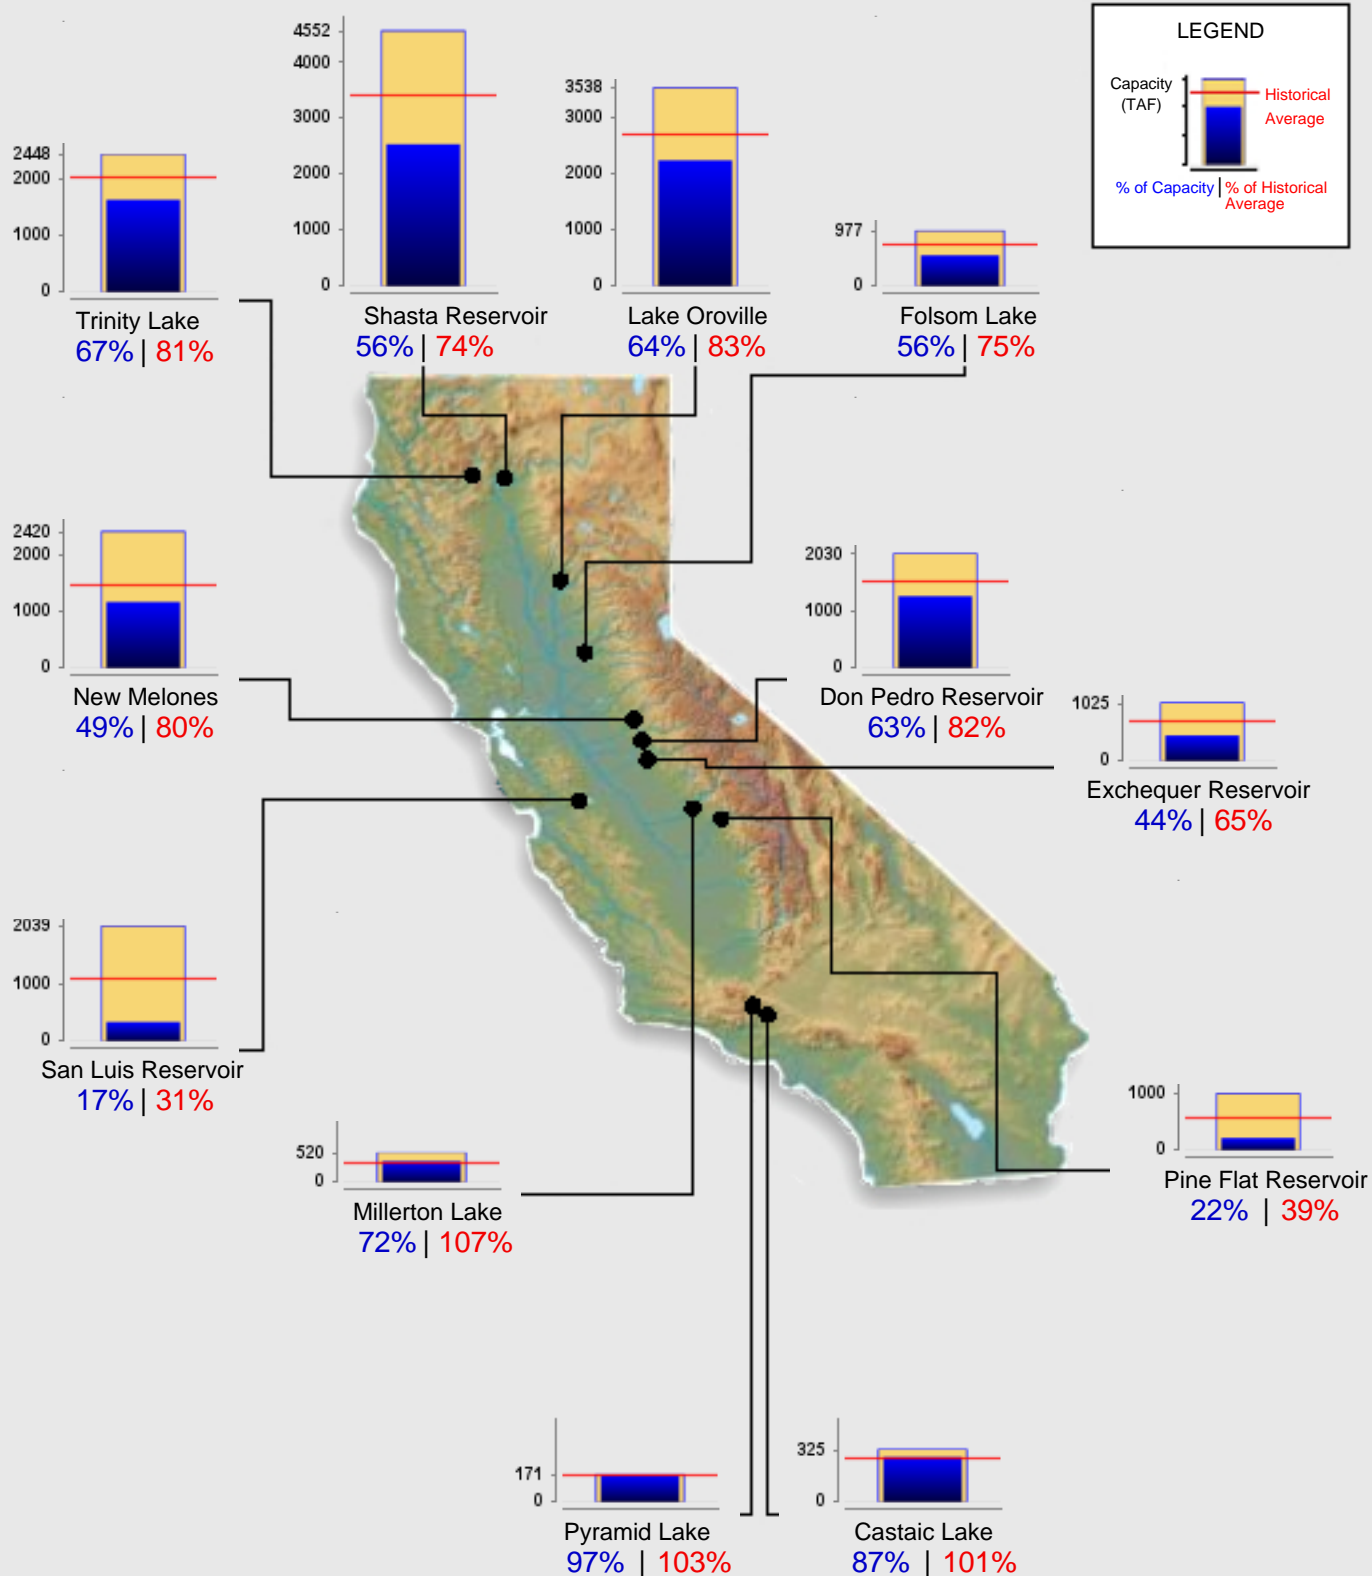 LEGEND
Capacity
(TAF)
Historical
Average
% of Capacity | % of Historical
Average
4552
4000
3000
2000
1000
0
Shasta Reservoir
56% | 74%
3538
3000
2000
1000
0
Lake Oroville
64% | 83%
2448
2000
1000
0
Trinity Lake
67% | 81%
977
0
Folsom Lake
56% | 75%
2420
2000
1000
0
New Melones
49% | 80%
2030
1000
0
Don Pedro Reservoir
63% | 82%
1025
0
Exchequer Reservoir
44% | 65%
2039
1000
0
San Luis Reservoir
17% | 31%
520
0
Millerton Lake
72% | 107%
1000
0
Pine Flat Reservoir
22% | 39%
171
0
Pyramid Lake
97% | 103%
325
0
Castaic Lake
87% | 101%